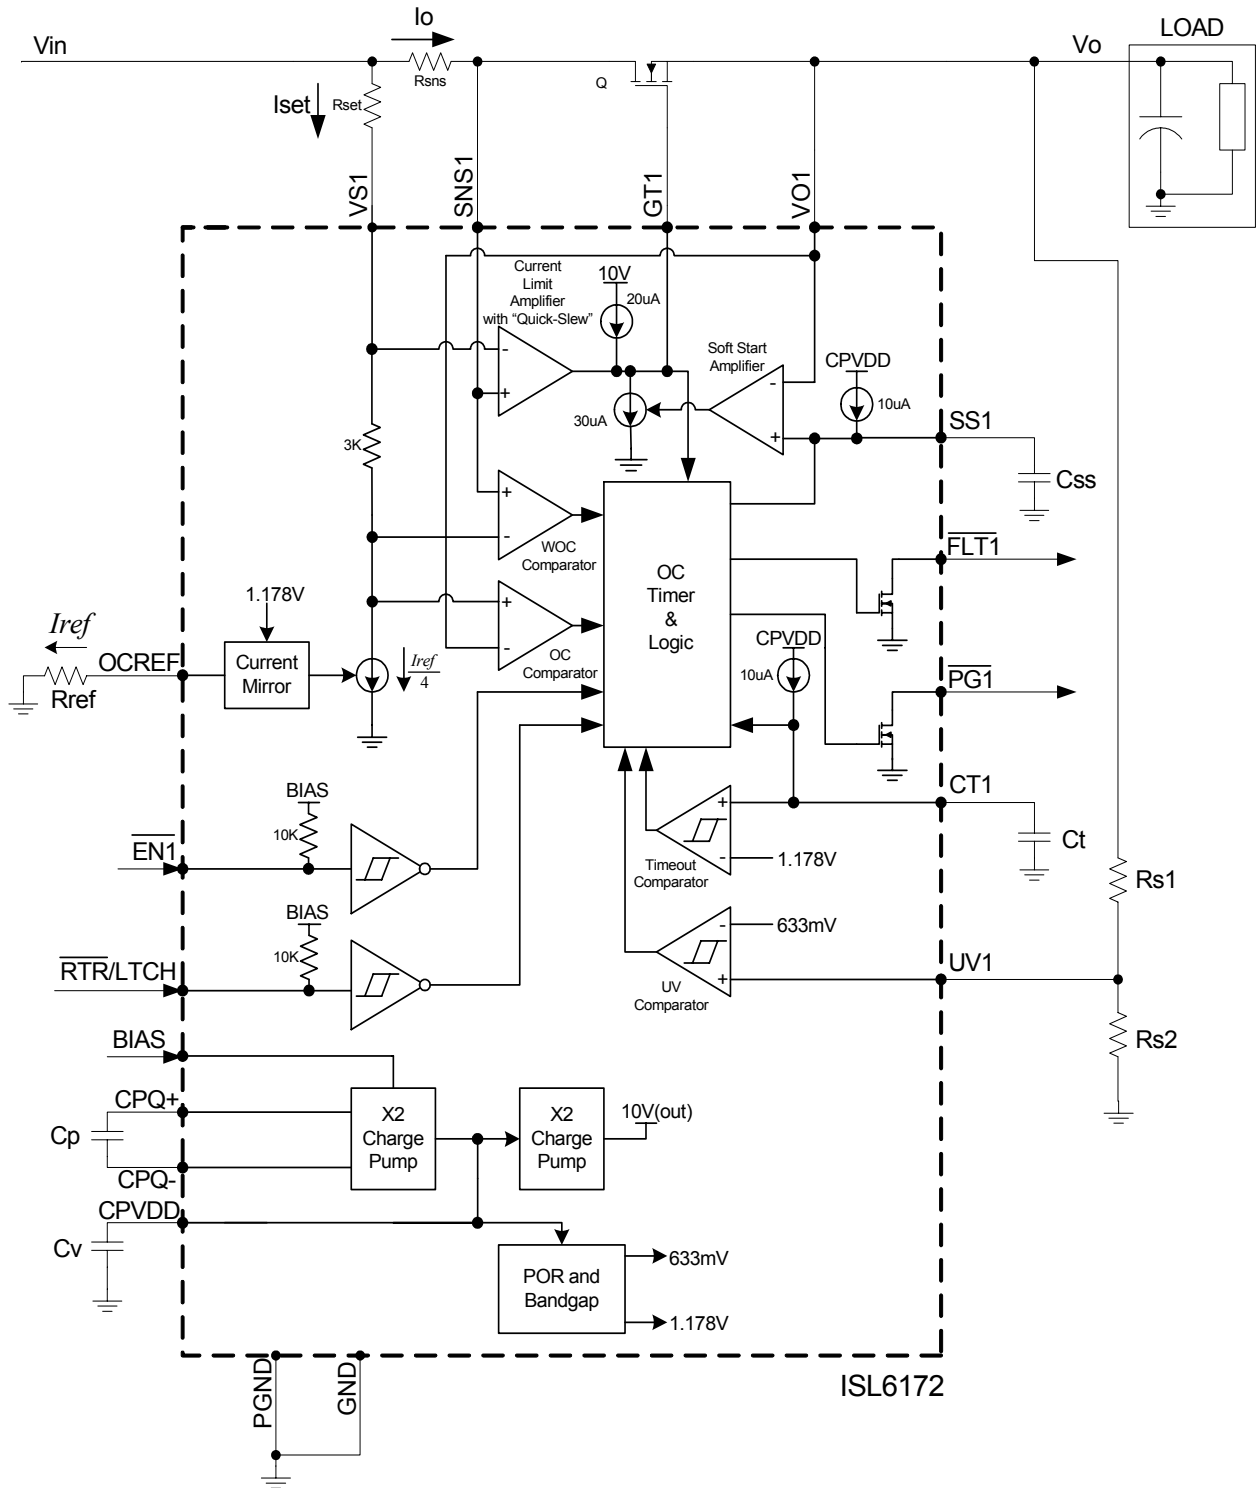 Io
Vin
Rsns
Q
Vo
LOAD
Iset
Rset
VS1
SNS1
GT1
VO1
Current
Limit
Amplifier
with "Quick-Slew"
10V
20uA
Soft Start
Amplifier
CPVDD
10uA
-
+
30uA
-
+
SS1
Css
3K
+
-
WOC
Comparator
OC
Timer
&
Logic
FLT1
+
-
OC
Comparator
1.178V
Iref
OCREF
Rref
Current
Mirror
Iref
4
CPVDD
10uA
PG1
BIAS
10K
EN1
+
-
1.178V
Timeout
Comparator
CT1
Ct
Rs1
BIAS
10K
RTR/LTCH
-
633mV
+
UV
Comparator
UV1
Rs2
BIAS
CPQ+
Cp
CPQ-
X2
Charge
Pump
X2
Charge
Pump
10V(out)
CPVDD
Cv
POR and
Bandgap
633mV
1.178V
PGND
GND
ISL6172